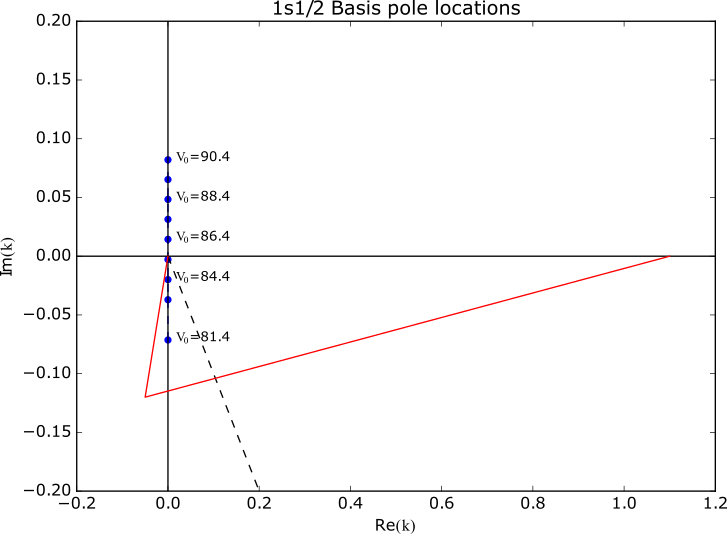 1s1/2 Basis pole locations
0.20
0.15
0.10
V₀=90.4
0.05
V₀=88.4
V₀=86.4
0.00
V₀=84.4
−0.05
V₀=81.4
−0.10
−0.15
−0.20
Im(k)
−0.2
0.0
0.2
0.4
0.6
0.8
1.0
1.2
Re(k)